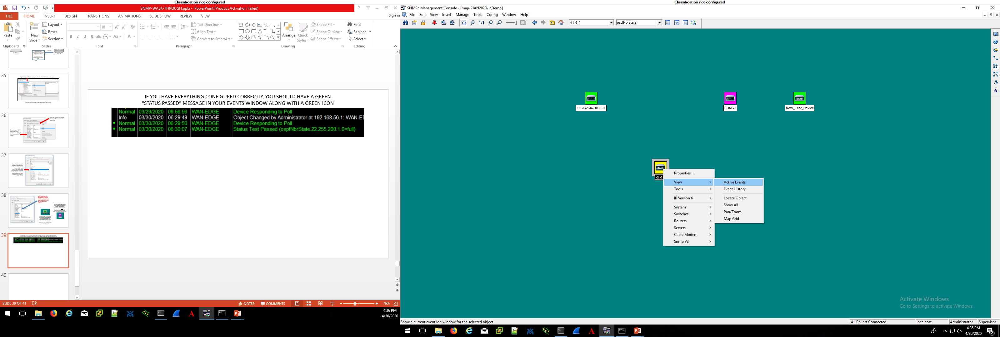 Classification not configured
SNMP-WALK-THROUGH.pptx - PowerPoint (Product Activation Failed)
FILE HOME INSERT DESIGN TRANSITIONS ANIMATIONS SLIDE SHOW REVIEW VIEW Sign in
Paste
New Slide
Layout
Reset
Section
18
B I U S abc AV Aa A
Text Direction
Align Text
Convert to SmartArt
Arrange
Quick Styles
Shape Fill
Shape Outline
Shape Effects
Find
Replace
Select
Clipboard Slides Font Paragraph Drawing Editing
35
36
37
38
39
40
IF YOU HAVE EVERYTHING CONFIGURED CORRECTLY, YOU SHOULD HAVE A GREEN
“STATUS PASSED” MESSAGE IN YOUR EVENTS WINDOW ALONG WITH A GREEN ICON
Normal 03/29/2020 09:56:56 WAN-EDGE Device Responding to Poll
Info 03/30/2020 06:29:49 WAN-EDGE Object Changed by Administrator at 192.168.56.1: WAN-ED
Normal 03/30/2020 06:29:50 WAN-EDGE Device Responding to Poll
Normal 03/30/2020 06:30:07 WAN-EDGE Status Test Passed (ospfNbrState.22.255.200.1.0=full)
SLIDE 39 OF 41 NOTES COMMENTS 76%
4:36 PM
4/30/2020
Classification not configured
SNMPc Management Console - [map-2JAN2020\..\Demo]
File Edit View Insert Manage Tools Config Window Help
1:1 RTR_1 ospfNbrState
A
TEST-26A-OBJECT
CORE-2
New_Test_Device
RTR_
Properties...
View
Tools
IP Version 6
System
Switches
Routers
Servers
Cable Modem
Snmp V3
Active Events
Event History
Locate Object
Show All
Pan/Zoom
Map Grid
Activate Windows
Go to Settings to activate Windows.
Show a current event log window for the selected object All Pollers Connected localhost Administrator Supervisor
4:36 PM
4/30/2020
2